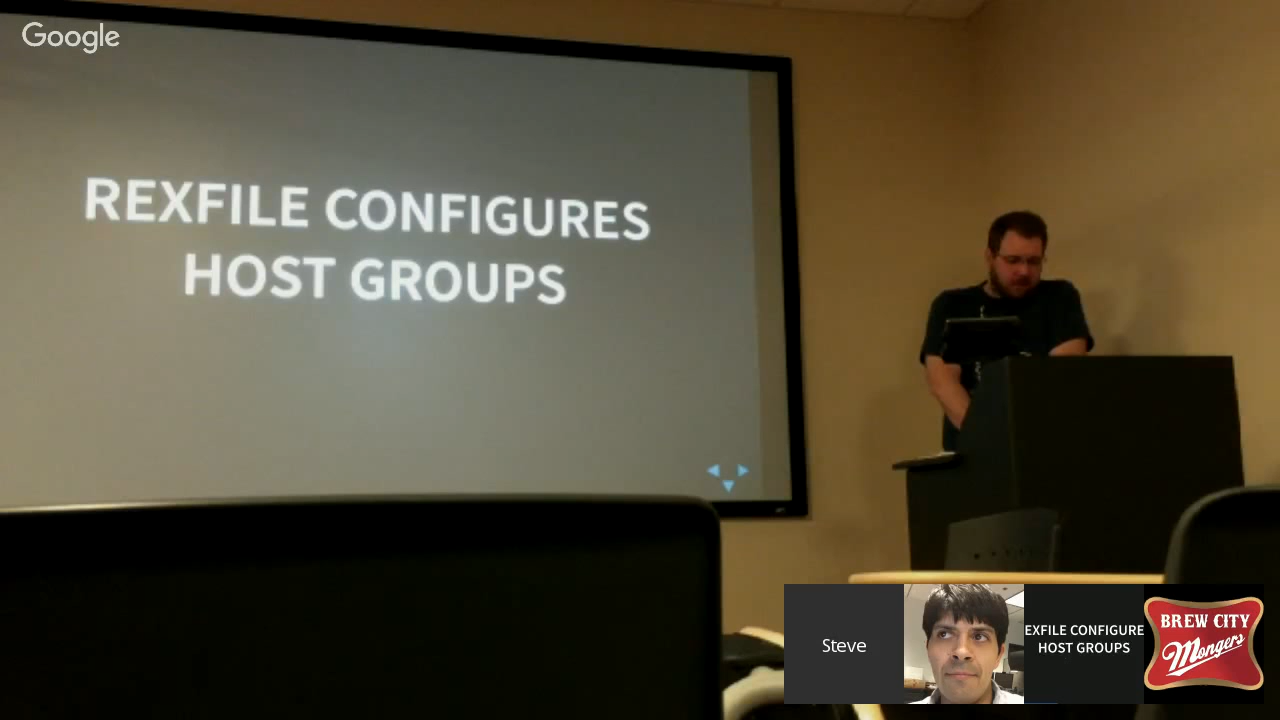 Google
REXFILE CONFIGURES
HOST GROUPS
Steve
EXFILE CONFIGURE
HOST GROUPS
BREW CITY
Mongers